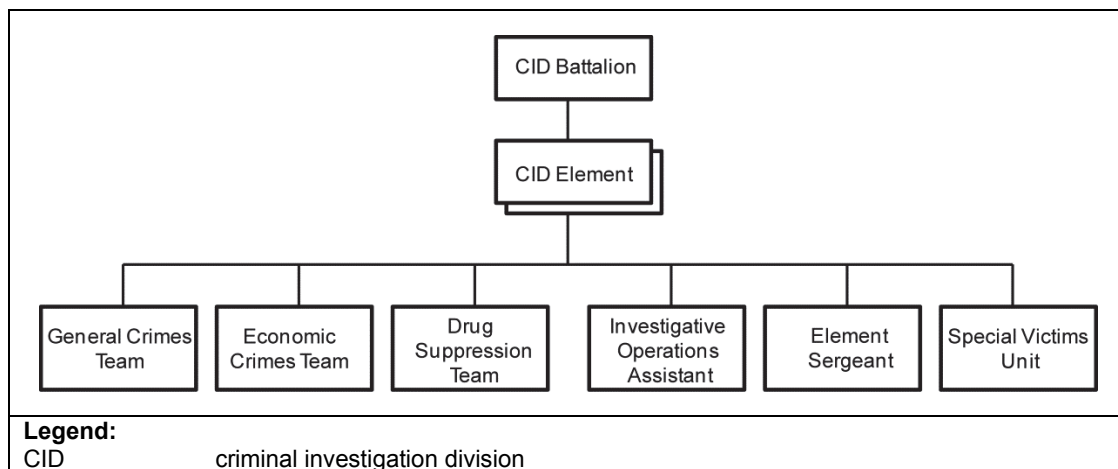 CID Battalion
CID Element
General Crimes
Team
Economic
Crimes Team
Drug
Suppression
Team
Investigative
Operations
Assistant
Element
Sergeant
Special Victims
Unit
Legend:
CID criminal investigation division